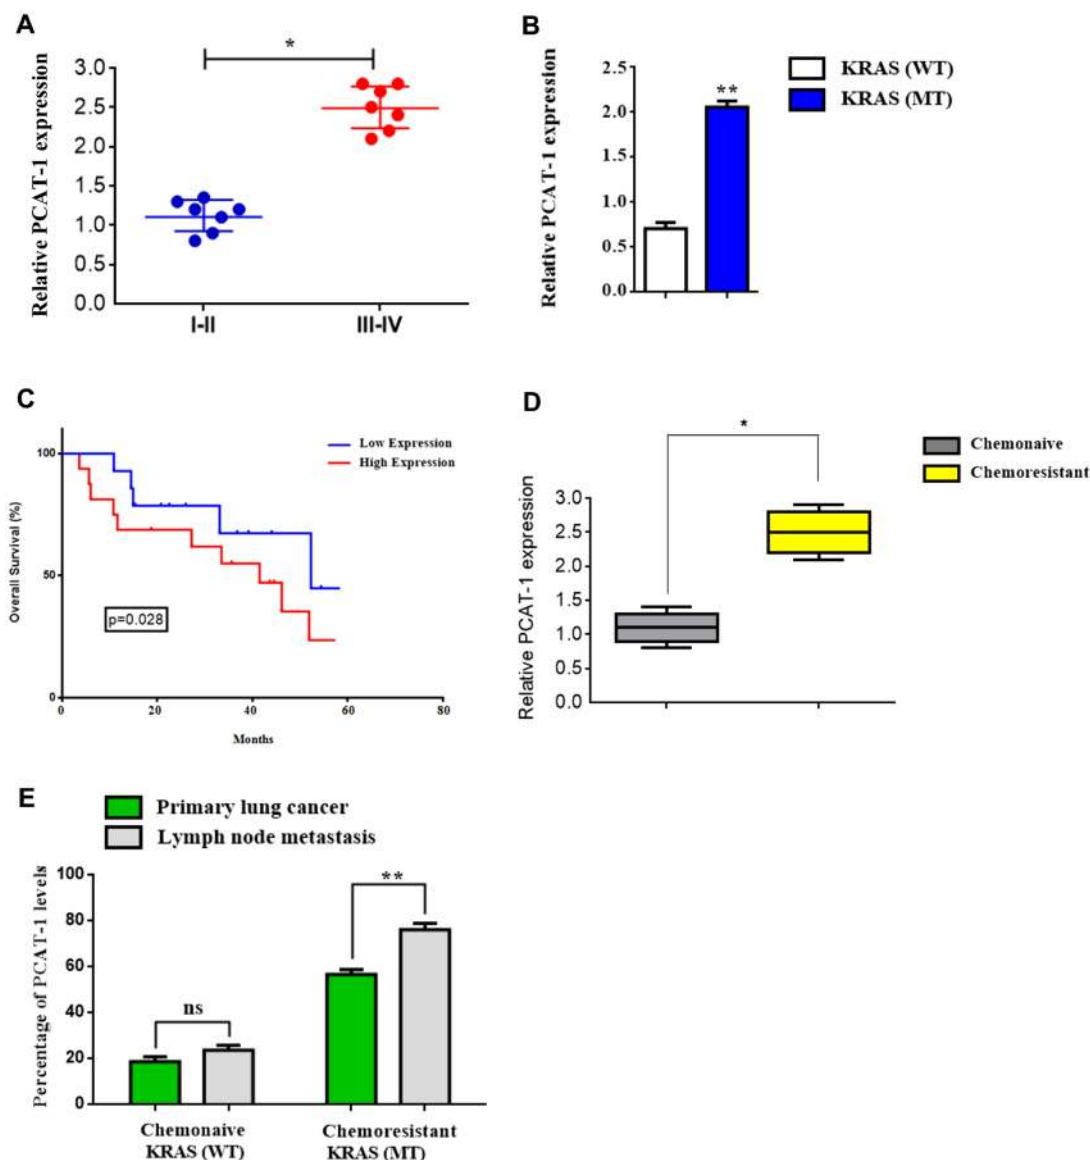 A
Relative PCAT-1 expression
3.0
2.5
2.0
1.5
1.0
0.5
0.0
*
I-II
III-IV
B
Relative PCAT-1 expression
2.5
2.0
1.5
1.0
0.5
0.0
**
KRAS (WT)
KRAS (MT)
C
Overall Survival (%)
100
50
0
0
20
40
60
80
Months
p=0.028
Low Expression
High Expression
D
Relative PCAT-1 expression
3.0
2.5
2.0
1.5
1.0
0.5
0.0
*
Chemonaive
Chemoresistant
E
Primary lung cancer
Lymph node metastasis
Percentage of PCAT-1 levels
100
80
60
40
20
0
ns
**
Chemonaive
KRAS (WT)
Chemoresistant
KRAS (MT)